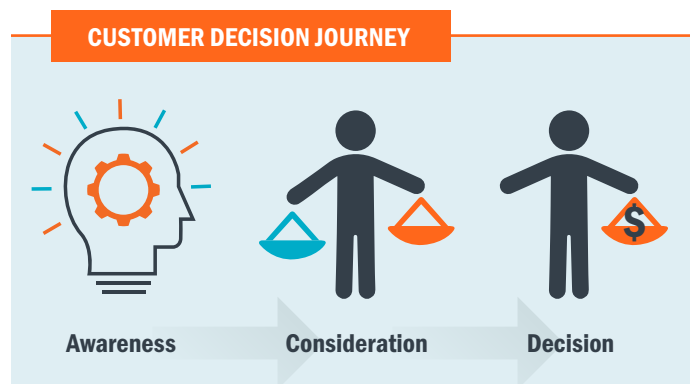 CUSTOMER DECISION JOURNEY
$
Awareness
Consideration
Decision